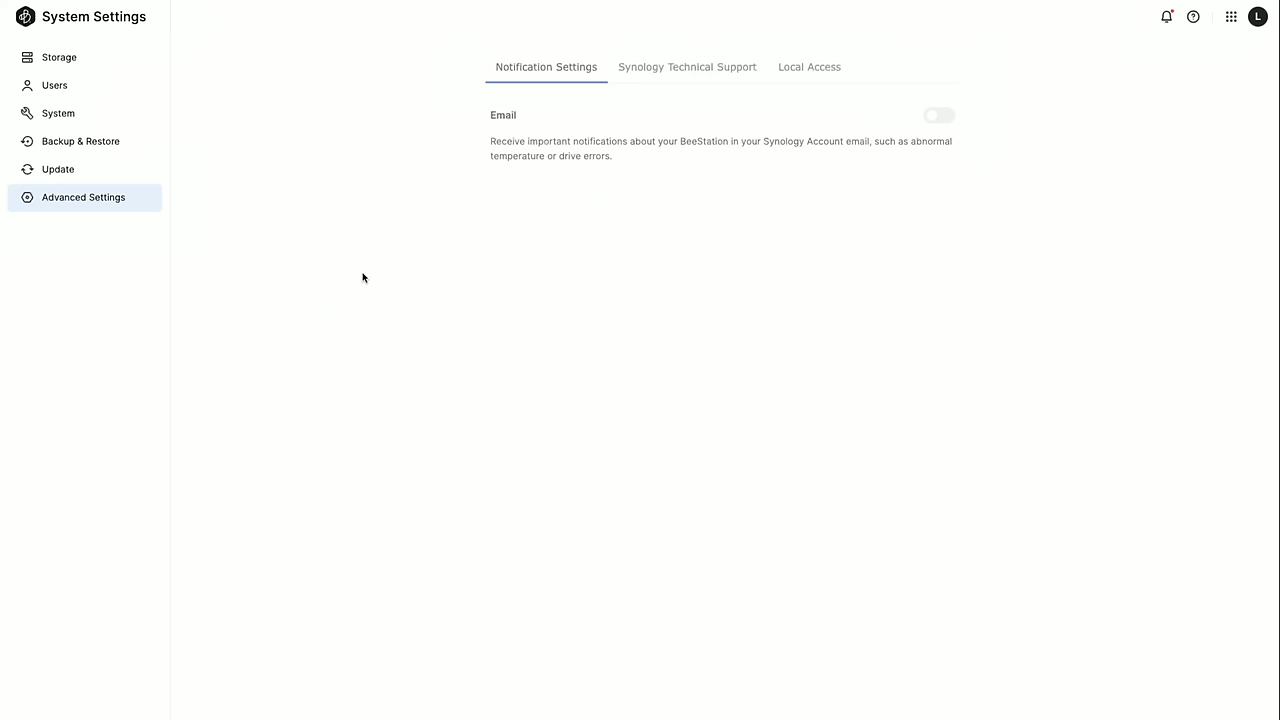 System Settings
L
Storage
Users
System
Backup & Restore
Update
Advanced Settings
Notification Settings
Synology Technical Support
Local Access
Email
Receive important notifications about your BeeStation in your Synology Account email, such as abnormal
temperature or drive errors.